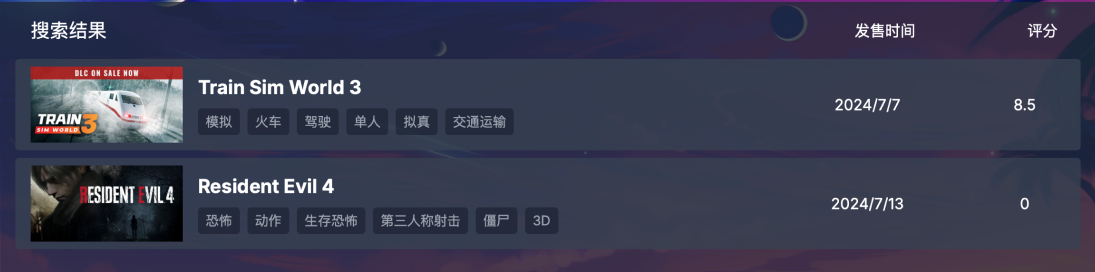 搜索结果 发售时间 评分
DLC ON SALE NOW
TRAIN
SIM WORLD 3
Train Sim World 3
模拟 火车 驾驶 单人 拟真 交通运输
2024/7/7 8.5
RESIDENT EVIL 4
Resident Evil 4
恐怖 动作 生存恐怖 第三人称射击 僵尸 3D
2024/7/13 0